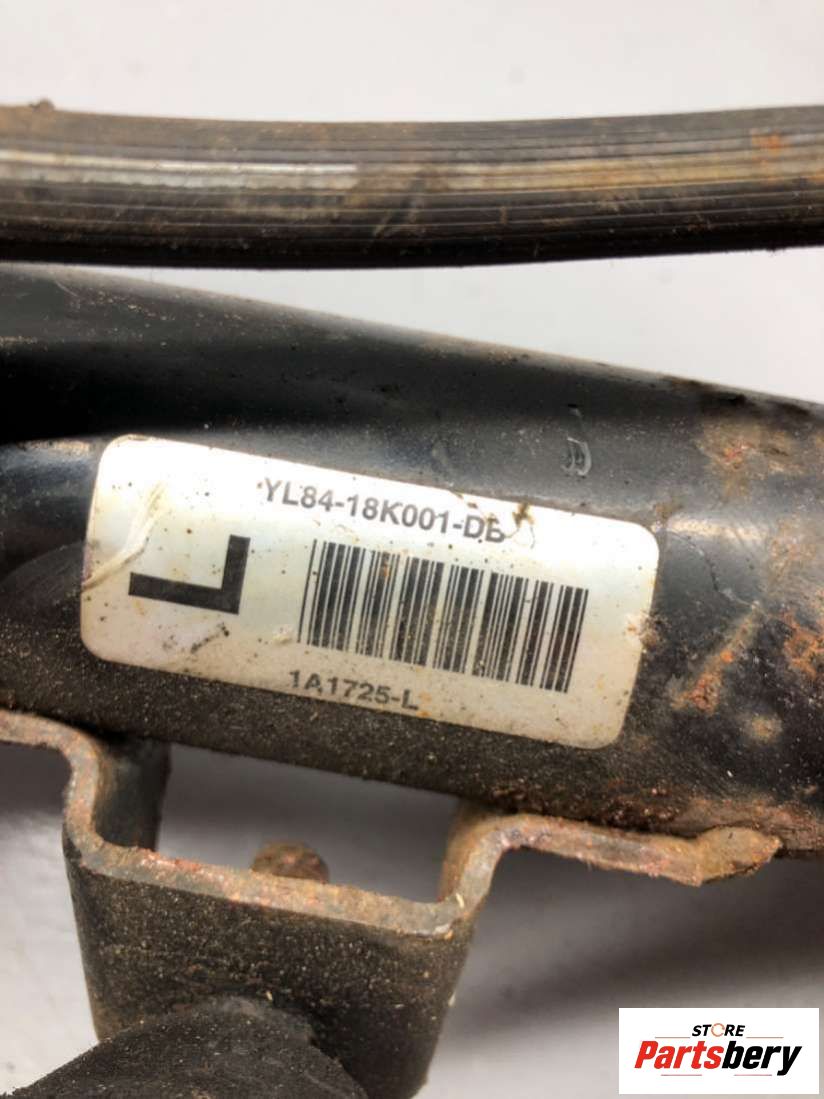 YL84-18K001-DB
L
1A1725-L
STORE
Partsbery